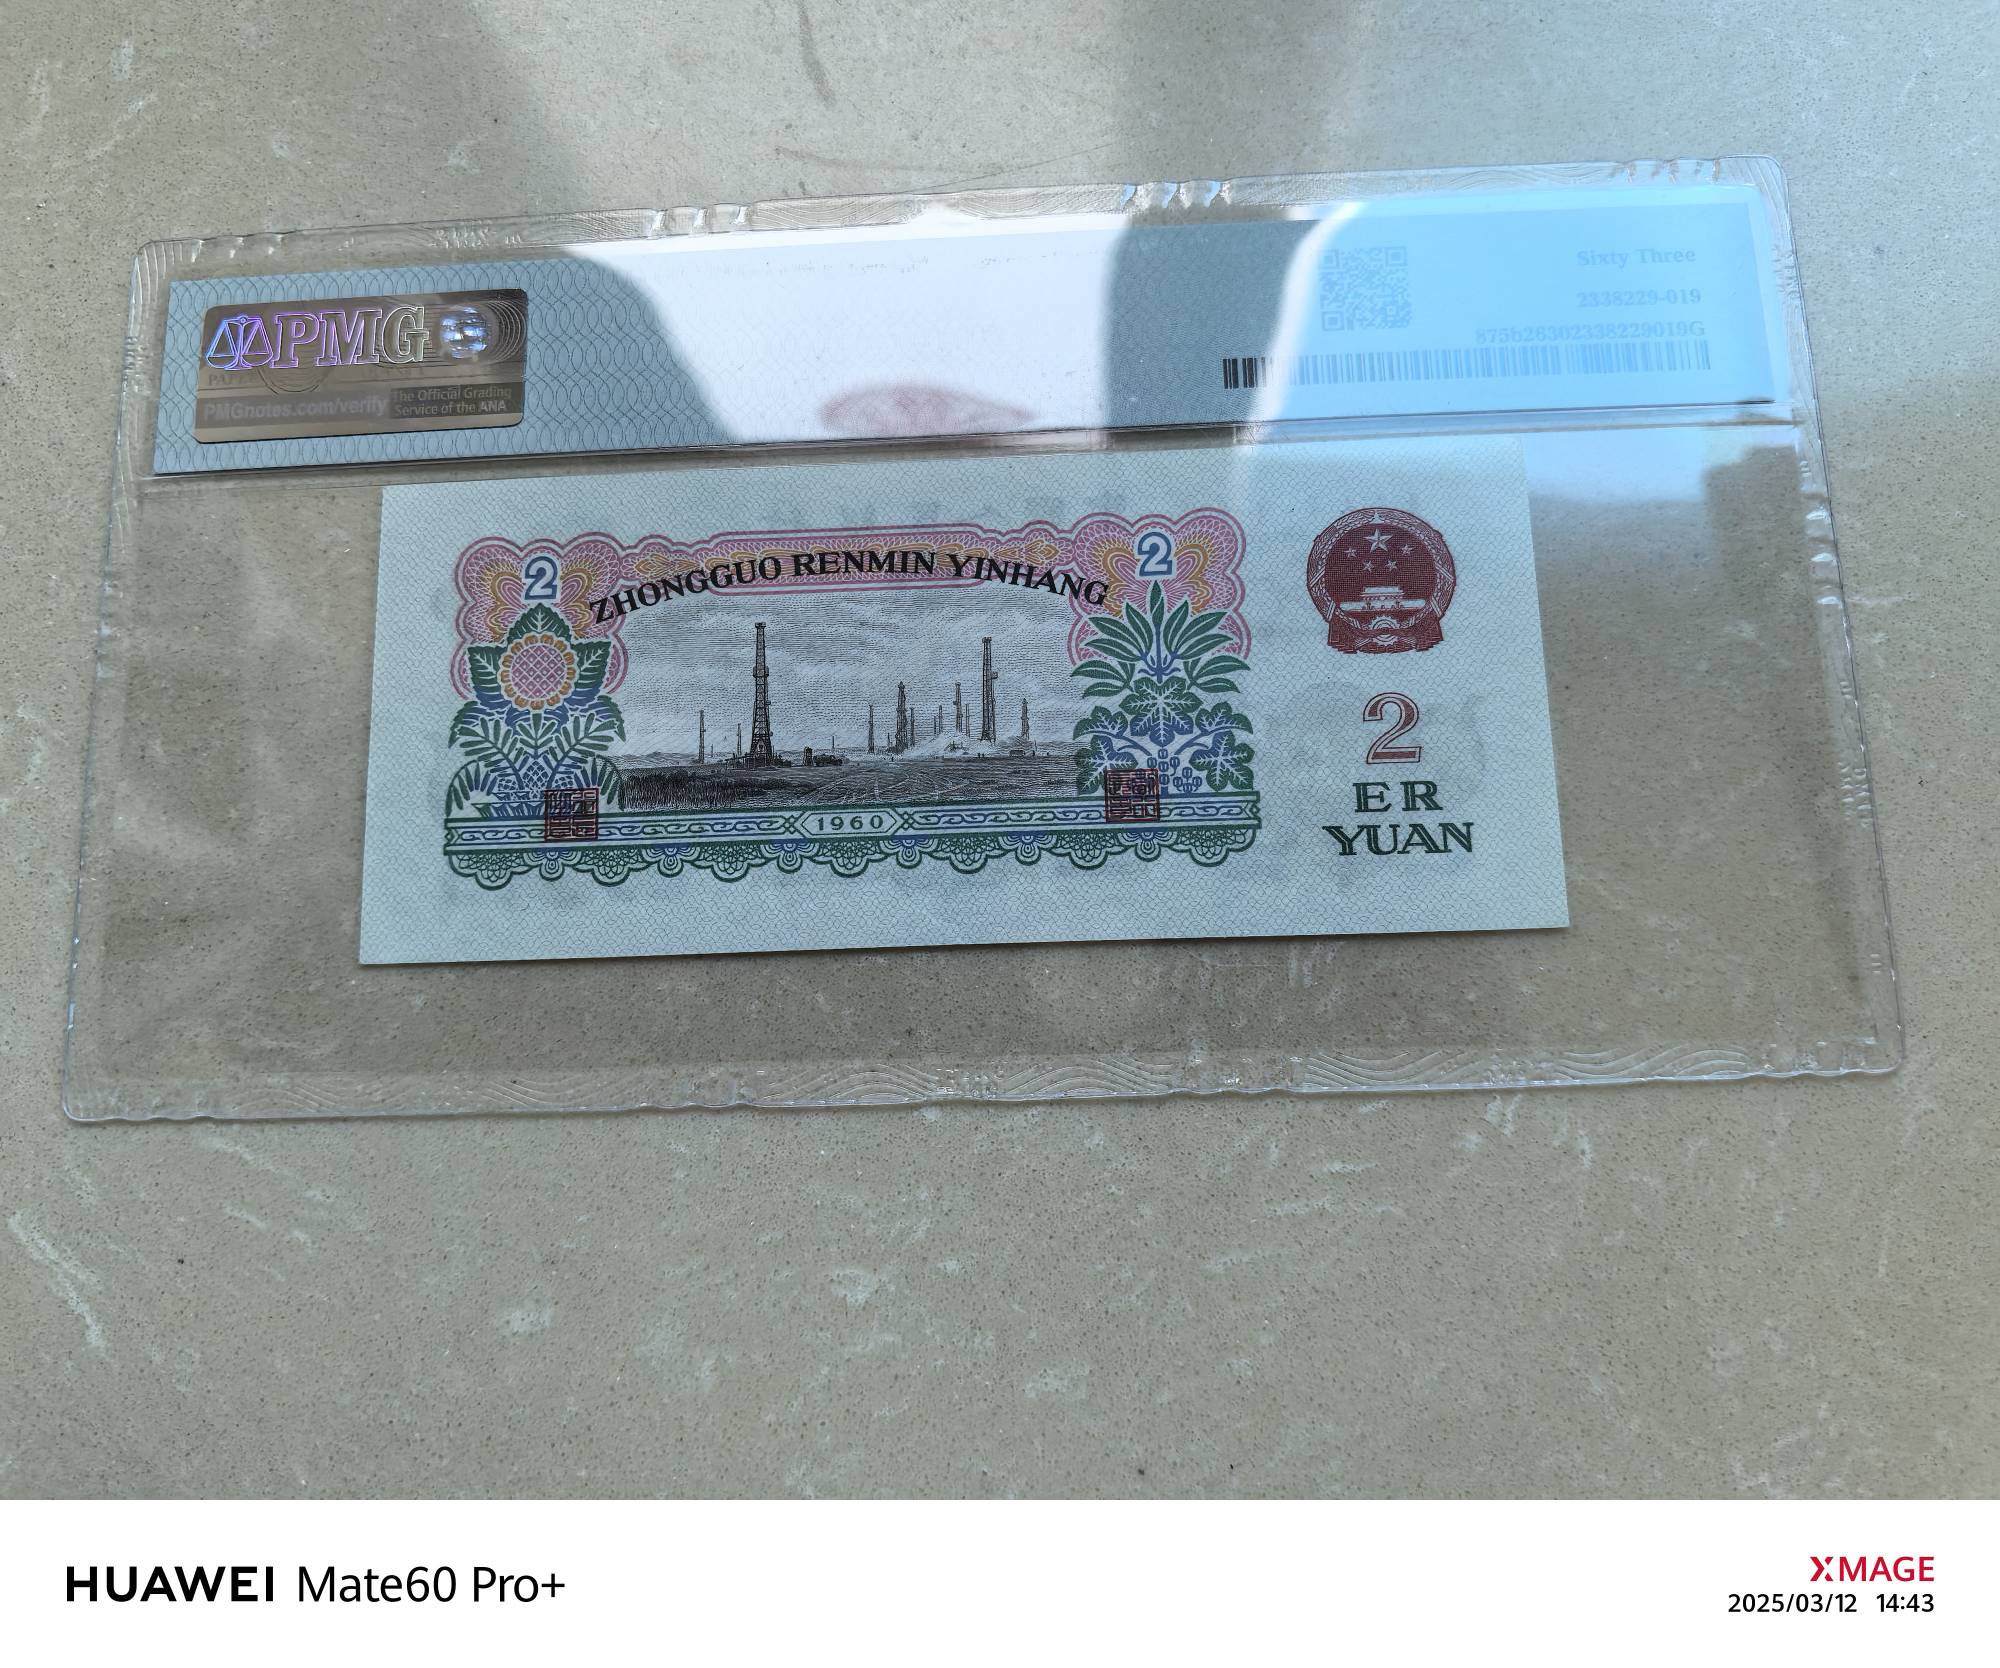 PMG
PMGnotes.com/verify
The Official Grading
Service of the ANA
Sixty Three
2338229-019
875b26302338229019G
2
ZHONGGUO RENMIN YINHANG
2
1960
2
ER
YUAN
HUAWEI Mate60 Pro+
XMAGE
2025/03/12 14:43